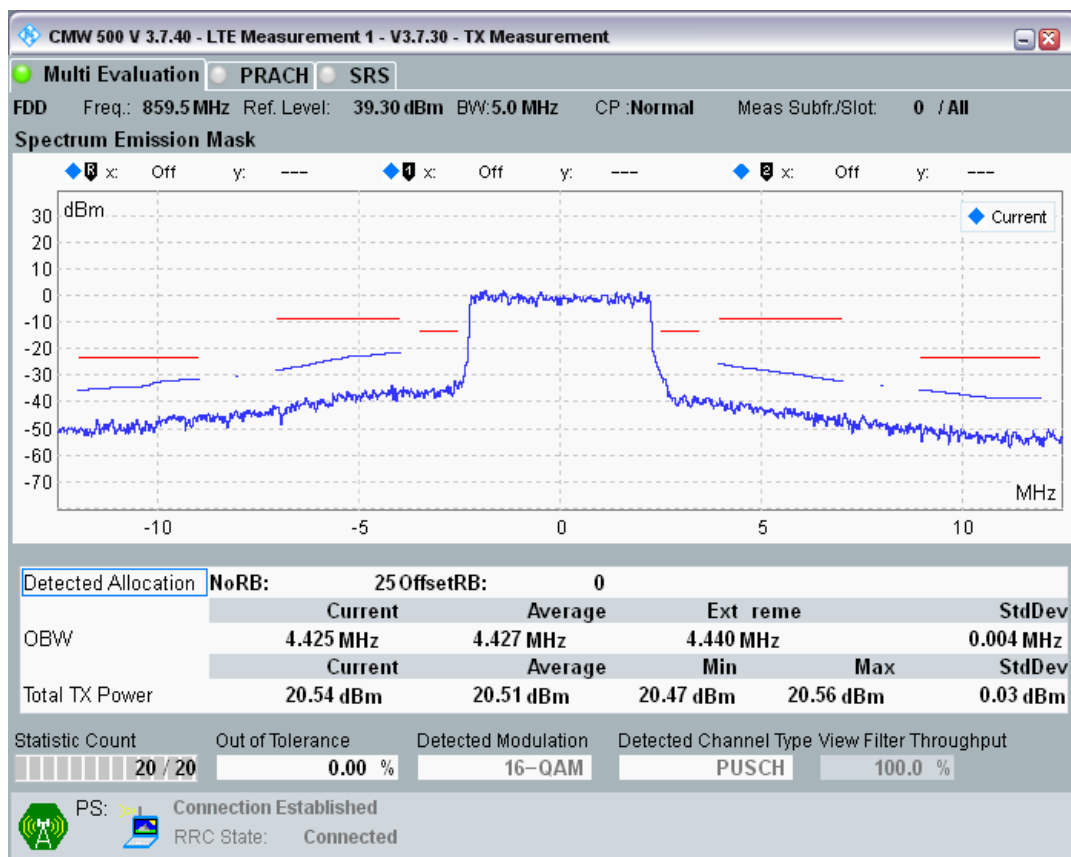 CMW 500 V 3.7.40 - LTE Measurement 1 - V3.7.30 - TX Measurement
Multi Evaluation PRACH SRS
FDD Freq.: 859.5 MHz Ref. Level: 39.30 dBm BW:5.0 MHz CP :Normal Meas Subfr./Slot: 0 / All
Spectrum Emission Mask
R x: Off y: --- 1 x: Off y: --- 2 x: Off y: ---
dBm
Current
30
20
10
0
-10
-20
-30
-40
-50
-60
-70
MHz
-10 -5 0 5 10
Detected Allocation NoRB: 25 OffsetRB: 0
Current Average Ext reme StdDev
OBW 4.425 MHz 4.427 MHz 4.440 MHz 0.004 MHz
Current Average Min Max StdDev
Total TX Power 20.54 dBm 20.51 dBm 20.47 dBm 20.56 dBm 0.03 dBm
Statistic Count Out of Tolerance Detected Modulation Detected Channel Type View Filter Throughput
20 / 20 0.00 % 16-QAM PUSCH 100.0 %
PS: Connection Established
RRC State: Connected